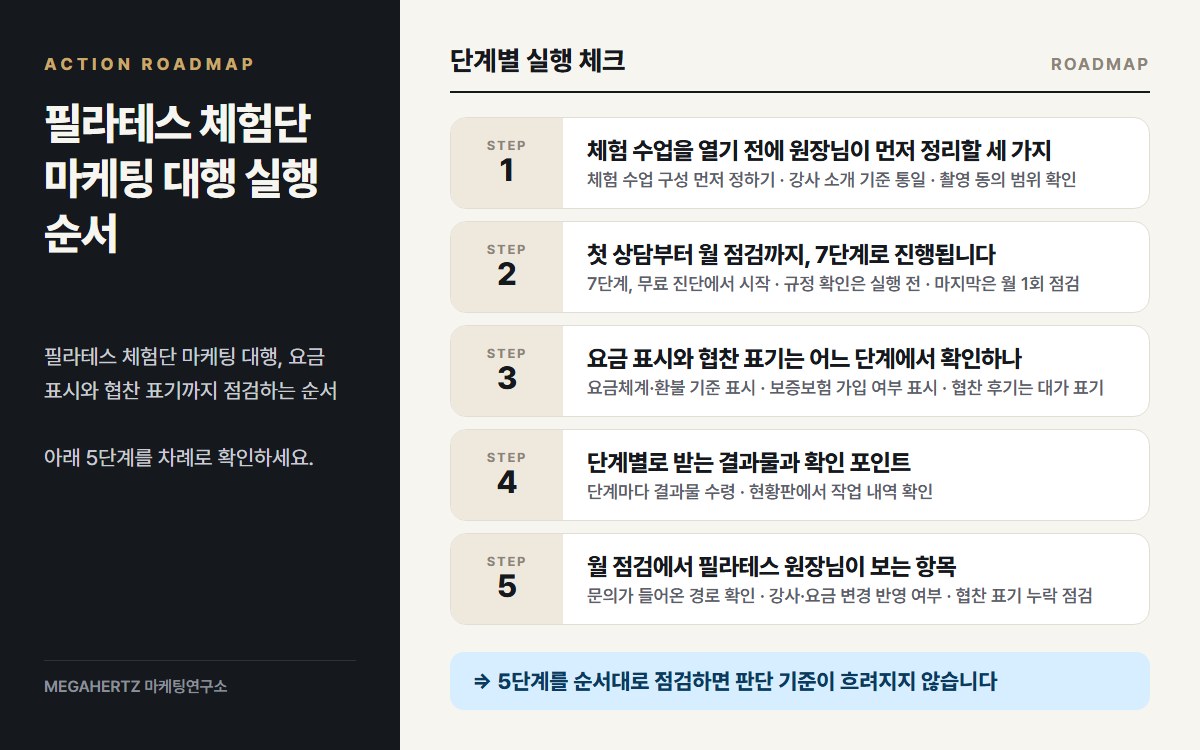 ACTION ROADMAP
필라테스 체험단
마케팅 대행 실행
순서
필라테스 체험단 마케팅 대행, 요금
표시와 협찬 표기까지 점검하는 순서
아래 5단계를 차례로 확인하세요.
MEGAHERTZ 마케팅연구소
단계별 실행 체크
ROADMAP
STEP
1
체험 수업을 열기 전에 원장님이 먼저 정리할 세 가지
체험 수업 구성 먼저 정하기 · 강사 소개 기준 통일 · 촬영 동의 범위 확인
STEP
2
첫 상담부터 월 점검까지, 7단계로 진행됩니다
7단계, 무료 진단에서 시작 · 규정 확인은 실행 전 · 마지막은 월 1회 점검
STEP
3
요금 표시와 협찬 표기는 어느 단계에서 확인하나
요금체계·환불 기준 표시 · 보증보험 가입 여부 표시 · 협찬 후기는 대가 표기
STEP
4
단계별로 받는 결과물과 확인 포인트
단계마다 결과물 수령 · 현황판에서 작업 내역 확인
STEP
5
월 점검에서 필라테스 원장님이 보는 항목
문의가 들어온 경로 확인 · 강사·요금 변경 반영 여부 · 협찬 표기 누락 점검
→ 5단계를 순서대로 점검하면 판단 기준이 흐려지지 않습니다